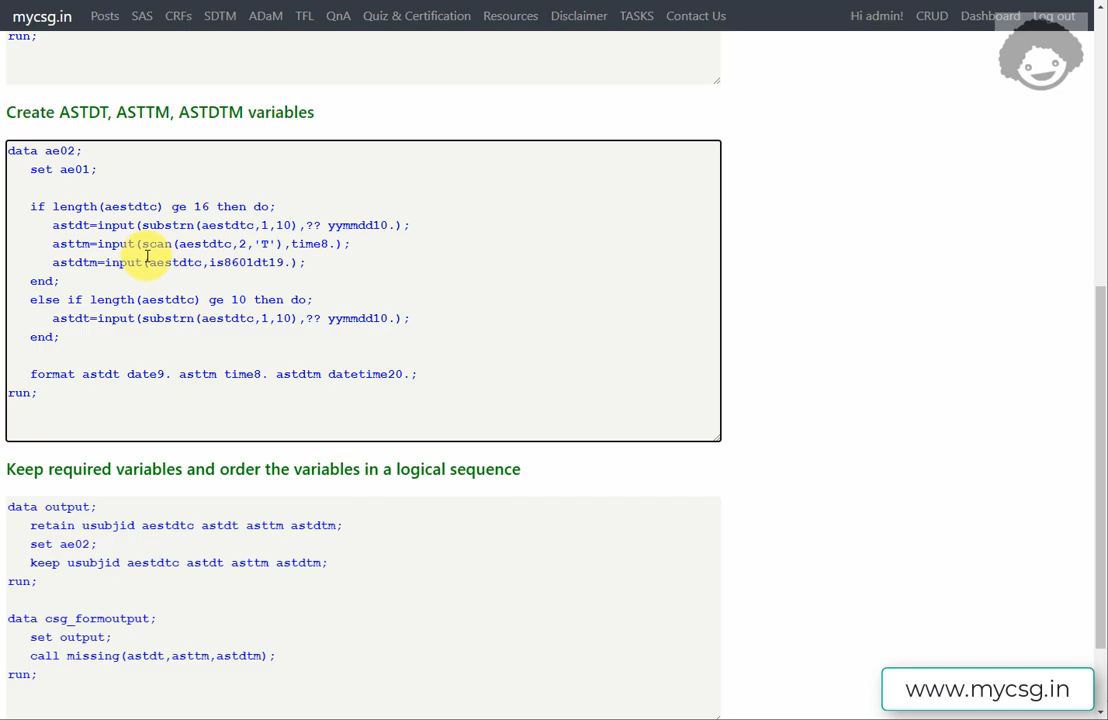 mycsg.in Posts SAS CRFs SDTM ADaM TFL QnA Quiz & Certification Resources Disclaimer TASKS Contact Us Hi admin! CRUD Dashboard Log out
run;
Create ASTDT, ASTTM, ASTDTM variables
data ae02;
set ae01;
if length(aestdtc) ge 16 then do;
astdt=input(substrn(aestdtc,1,10),?? yymmdd10.);
asttm=input(scan(aestdtc,2,'T'),time8.);
astdtm=input(aestdtc,is8601dt19.);
end;
else if length(aestdtc) ge 10 then do;
astdt=input(substrn(aestdtc,1,10),?? yymmdd10.);
end;
format astdt date9. asttm time8. astdtm datetime20.;
run;
Keep required variables and order the variables in a logical sequence
data output;
retain usubjid aestdtc astdt asttm astdtm;
set ae02;
keep usubjid aestdtc astdt asttm astdtm;
run;
data csg_formoutput;
set output;
call missing(astdt,asttm,astdtm);
run;
www.mycsg.in